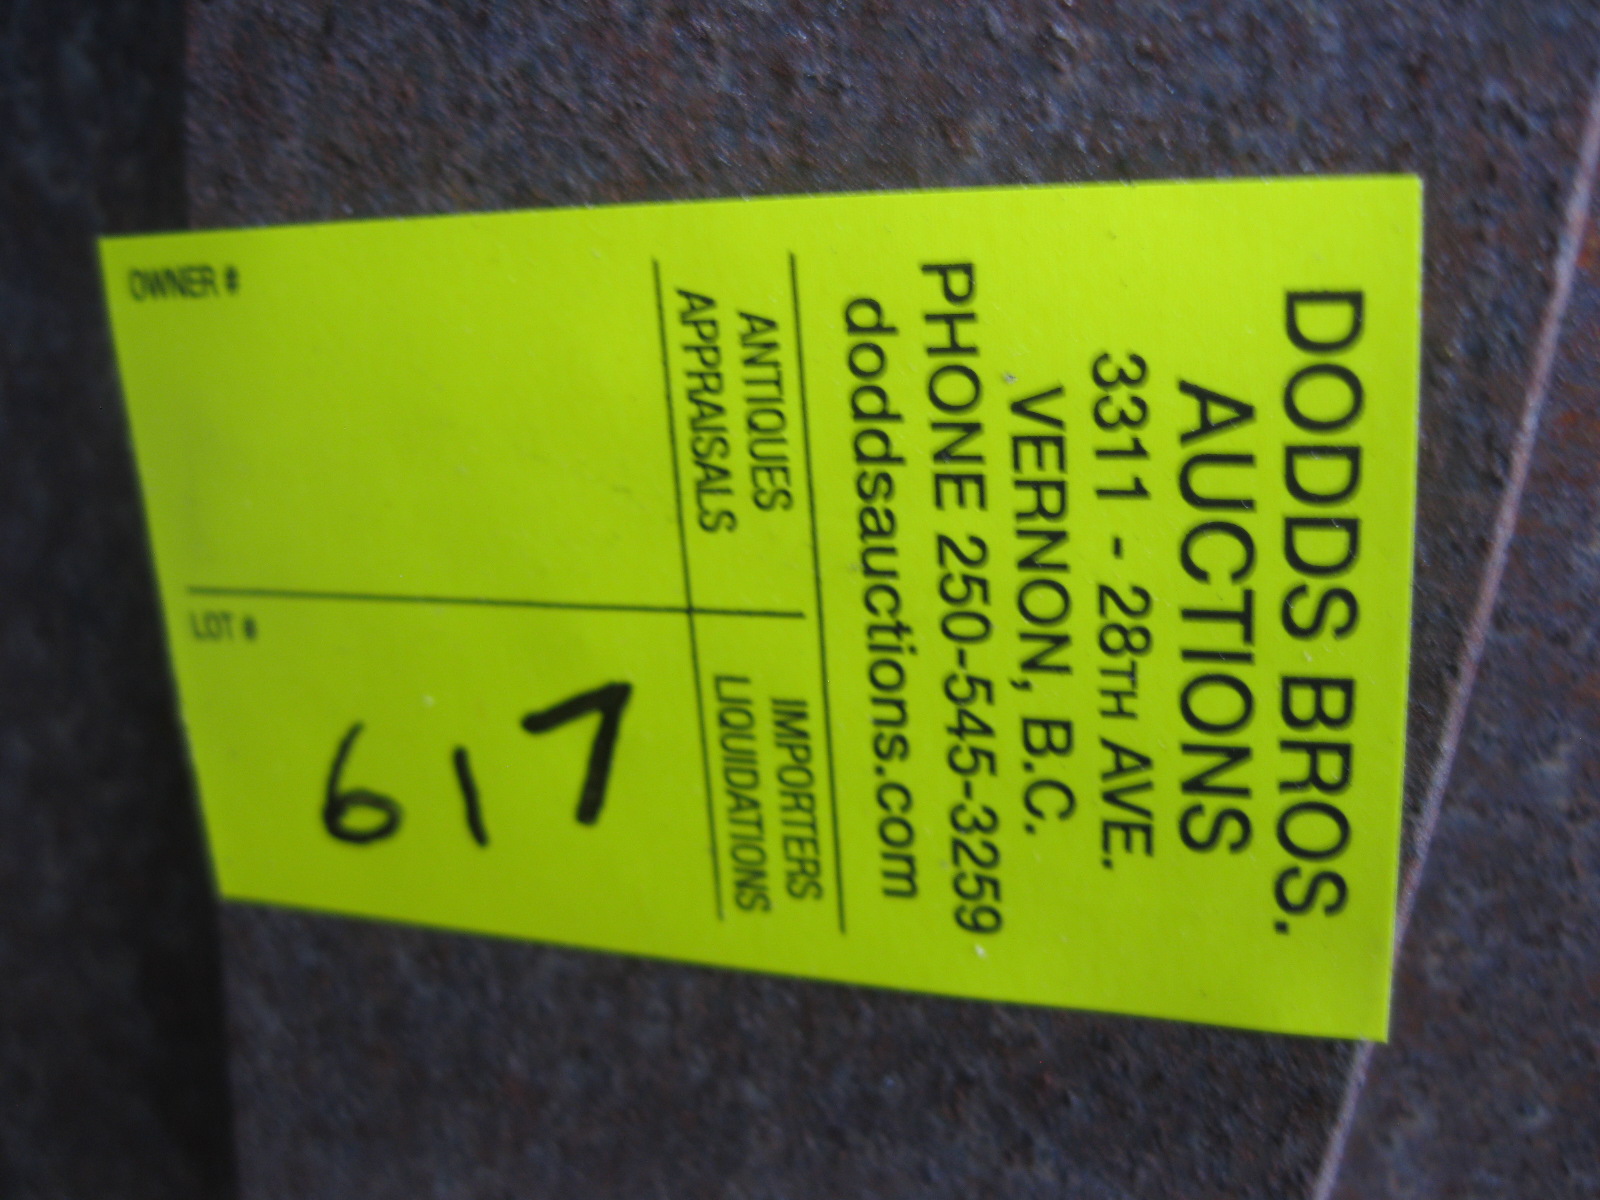 DODDS BROS.
AUCTIONS
3311 - 28TH AVE.
VERNON, B.C.
PHONE 250-545-3259
doddsauctions.com
ANTIQUES IMPORTERS
APPRAISALS LIQUIDATIONS
617
OWNER # LOT #